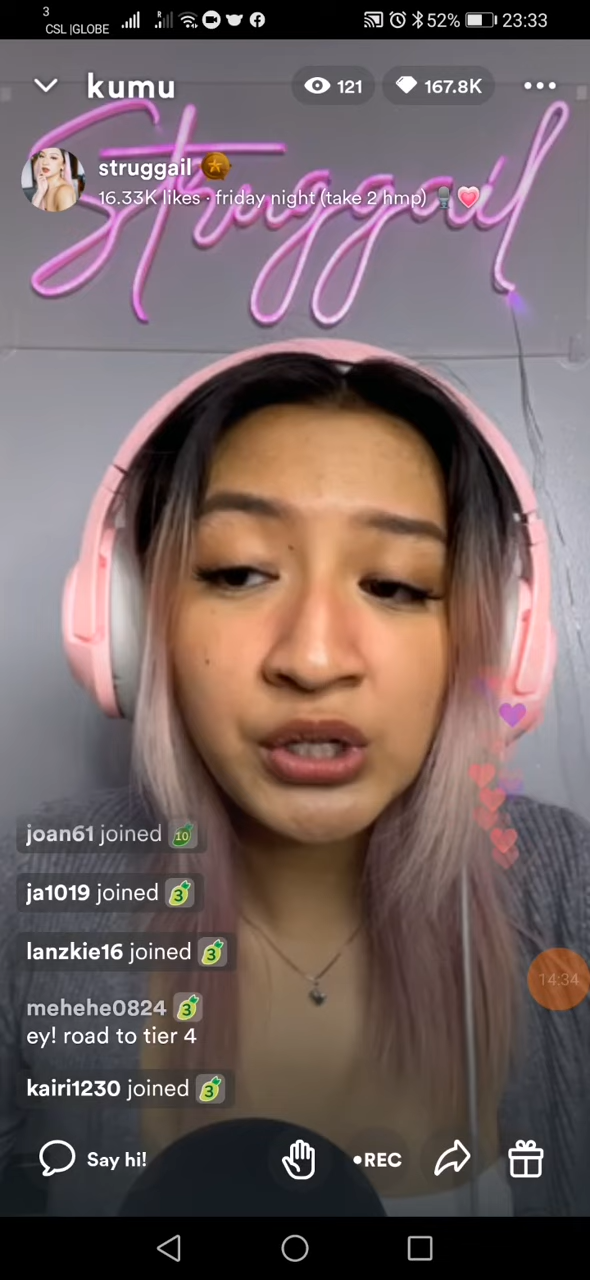 3
CSL |GLOBE
52% 23:33
kumu 121 167.8K
Struggail
struggail
16.33K likes · friday night (take 2 hmp)
joan61 joined 10
ja1019 joined 3
lanzkie16 joined 3
14:34
mehehe0824 3
ey! road to tier 4
kairi1230 joined 3
Say hi! •REC